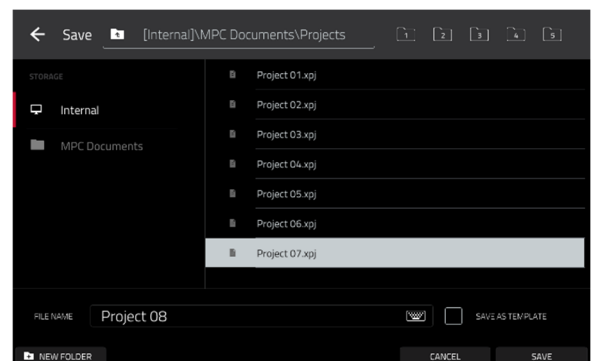 Save [Internal]\MPC Documents\Projects 1 2 3 4 5
STORAGE
Internal
MPC Documents
Project 01.xpj
Project 02.xpj
Project 03.xpj
Project 04.xpj
Project 05.xpj
Project 06.xpj
Project 07.xpj
FILE NAME Project 08 SAVE AS TEMPLATE
NEW FOLDER CANCEL SAVE